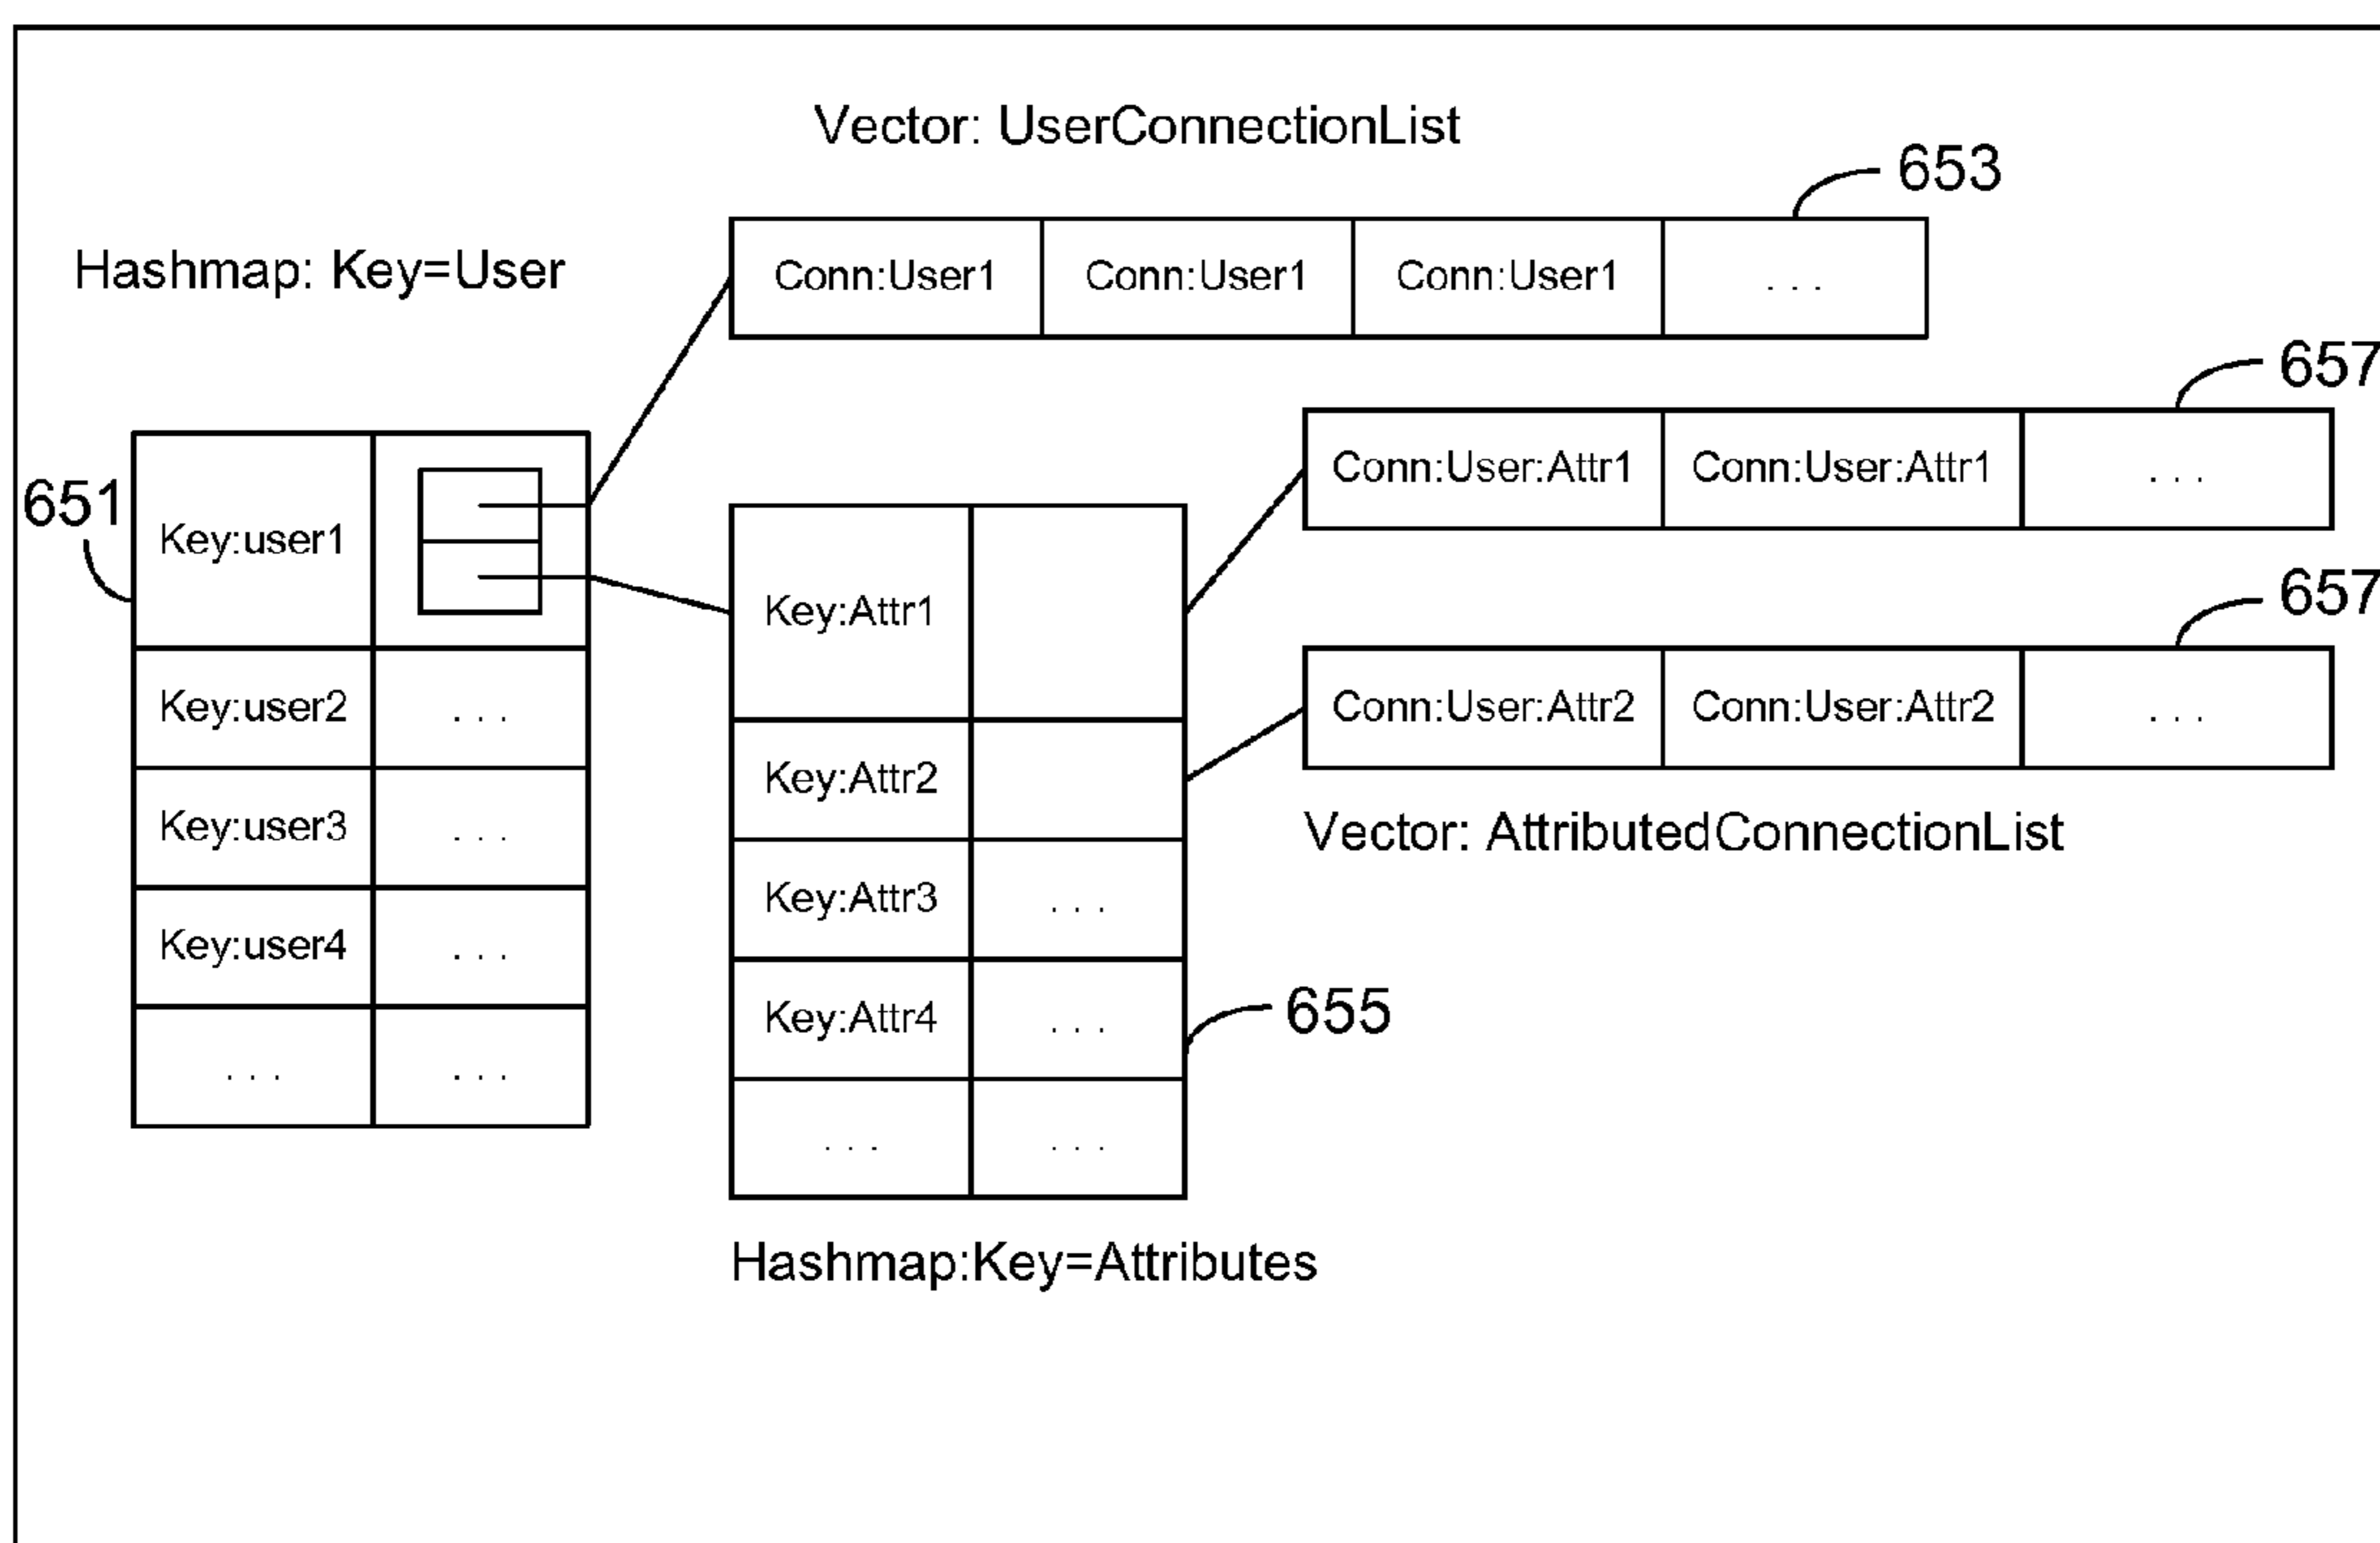 Vector: UserConnectionList
653
Hashmap: Key=User
Conn:User1 Conn:User1 Conn:User1 . . .
657
Conn:User:Attr1 Conn:User:Attr1 . . .
651
Key:user1
Key:user2 . . .
Key:user3 . . .
Key:user4 . . .
. . . . . .
Key:Attr1
Key:Attr2
Key:Attr3 . . .
Key:Attr4 . . .
. . . . . .
655
Hashmap:Key=Attributes
657
Conn:User:Attr2 Conn:User:Attr2 . . .
Vector: AttributedConnectionList